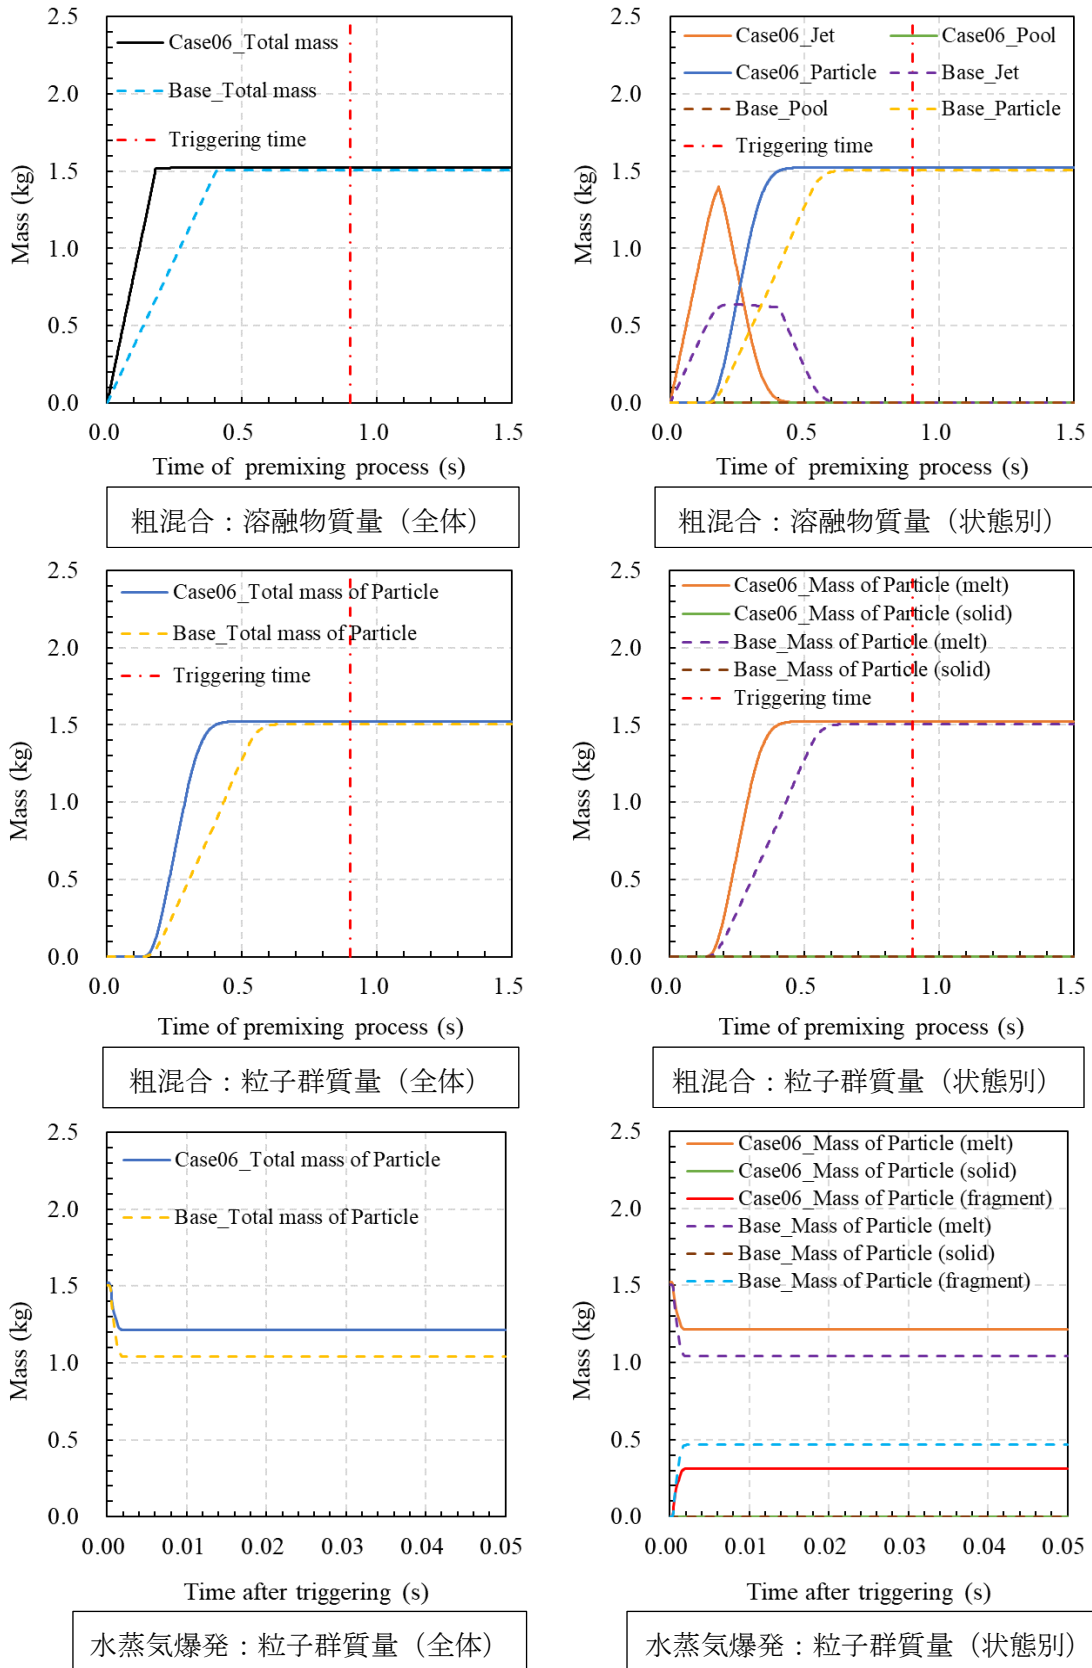 2.5
2.0
1.5
1.0
0.5
0.0
Mass (kg)
Case06_Total mass
Base_Total mass
Triggering time
0.0 0.5 1.0 1.5
Time of premixing process (s)
粗混合：溶融物質量（全体）
2.5
2.0
1.5
1.0
0.5
0.0
Mass (kg)
Case06_Jet Case06_Pool
Case06_Particle Base_Jet
Base_Pool Base_Particle
Triggering time
0.0 0.5 1.0 1.5
Time of premixing process (s)
粗混合：溶融物質量（状態別）
2.5
2.0
1.5
1.0
0.5
0.0
Mass (kg)
Case06_Total mass of Particle
Base_Total mass of Particle
Triggering time
0.0 0.5 1.0 1.5
Time of premixing process (s)
粗混合：粒子群質量（全体）
2.5
2.0
1.5
1.0
0.5
0.0
Mass (kg)
Case06_Mass of Particle (melt)
Case06_Mass of Particle (solid)
Base_Mass of Particle (melt)
Base_Mass of Particle (solid)
Triggering time
0.0 0.5 1.0 1.5
Time of premixing process (s)
粗混合：粒子群質量（状態別）
2.5
2.0
1.5
1.0
0.5
0.0
Mass (kg)
Case06_Total mass of Particle
Base_Total mass of Particle
0.00 0.01 0.02 0.03 0.04 0.05
Time after triggering (s)
水蒸気爆発：粒子群質量（全体）
2.5
2.0
1.5
1.0
0.5
0.0
Mass (kg)
Case06_Mass of Particle (melt)
Case06_Mass of Particle (solid)
Case06_Mass of Particle (fragment)
Base_Mass of Particle (melt)
Base_Mass of Particle (solid)
Base_Mass of Particle (fragment)
0.00 0.01 0.02 0.03 0.04 0.05
Time after triggering (s)
水蒸気爆発：粒子群質量（状態別）